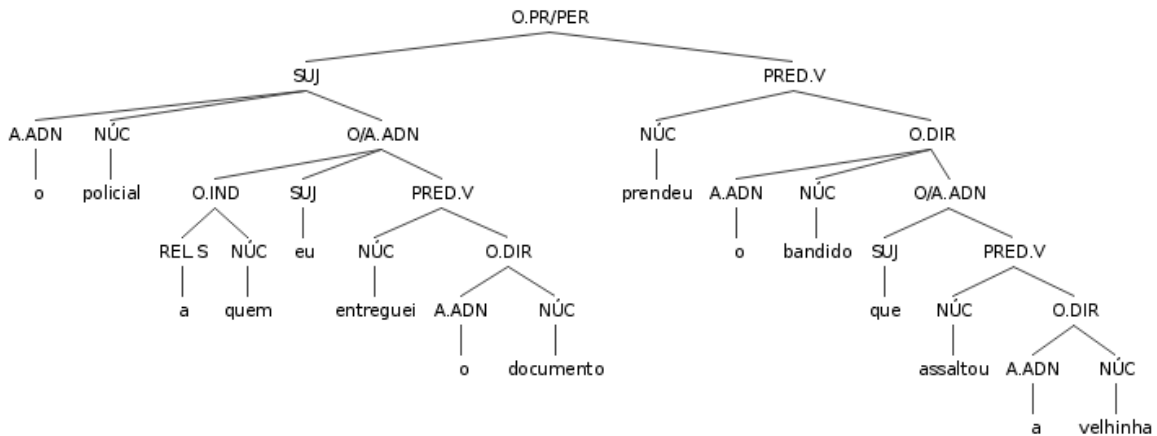 O.PR/PER
SUJ PRED.V
A.ADN NÚC O/A.ADN NÚC O.DIR
o policial O.IND SUJ PRED.V prendeu A.ADN NÚC O/A.ADN
REL.S NÚC eu NÚC O.DIR o bandido SUJ PRED.V
a quem entreguei A.ADN NÚC que NÚC O.DIR
o documento assaltou A.ADN NÚC
a velhinha